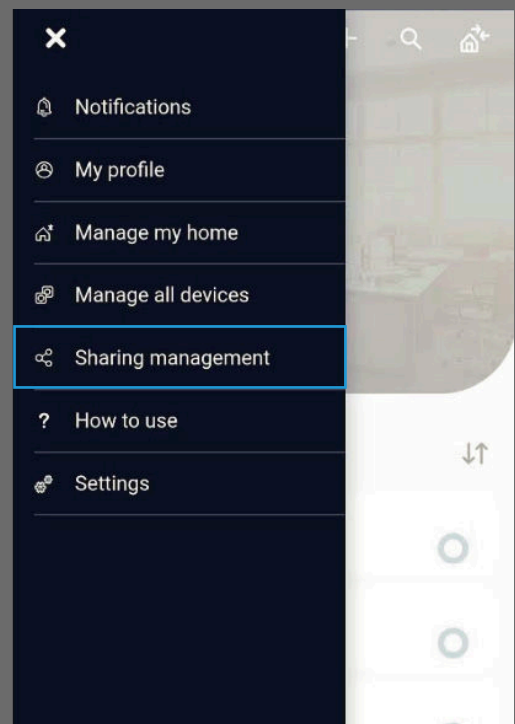 Notifications
My profile
Manage my home
Manage all devices
Sharing management
? How to use
Settings